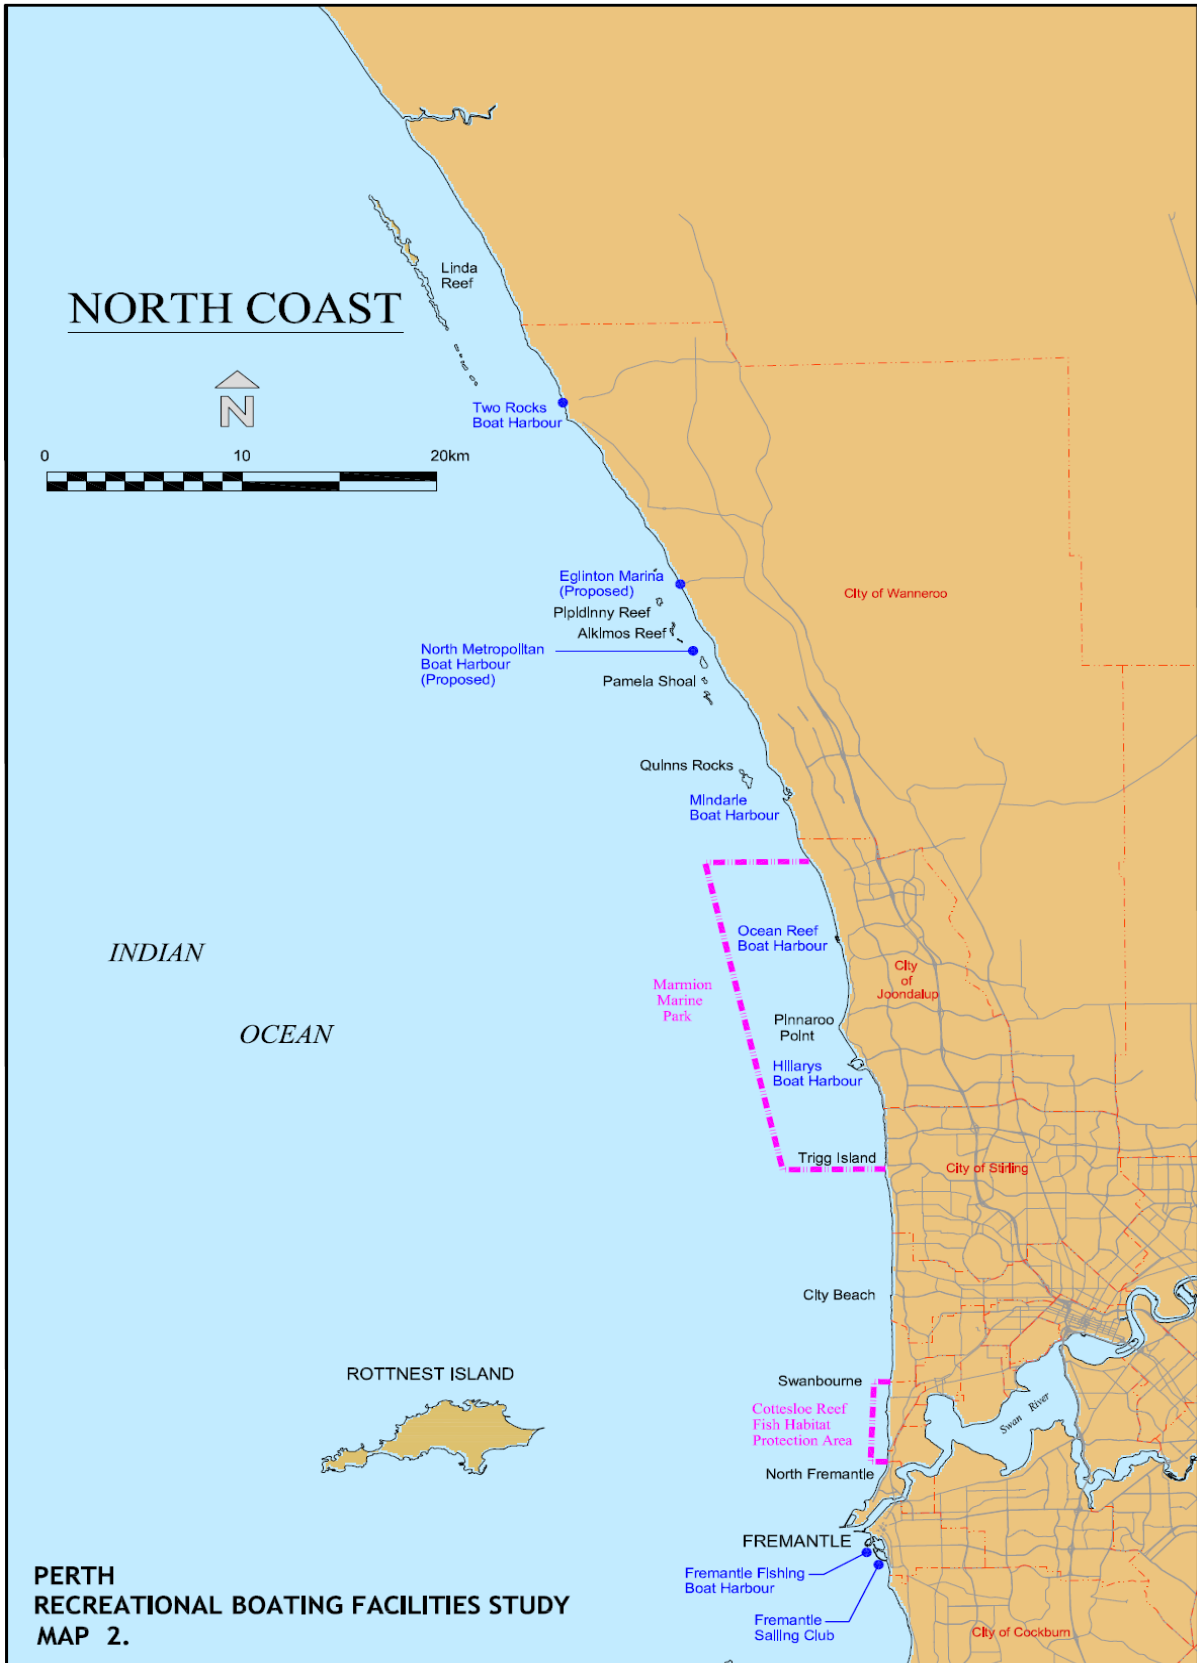 Linda
Reef
NORTH COAST
N
0 10 20km
Two Rocks
Boat Harbour
Eglinton Marina
(Proposed)
Pipidinny Reef
Alkimos Reef
City of Wanneroo
North Metropolitan
Boat Harbour
(Proposed)
Pamela Shoal
Quinns Rocks
Mindarie
Boat Harbour
Ocean Reef
Boat Harbour
INDIAN
OCEAN
Marmion
Marine
Park
City
of
Joondalup
Pinnaroo
Point
Hillarys
Boat Harbour
Trigg Island
City of Stirling
City Beach
ROTTNEST ISLAND
Swanbourne
Cottesloe Reef
Fish Habitat
Protection Area
Swan River
North Fremantle
FREMANTLE
Fremantle Fishing
Boat Harbour
Fremantle
Sailing Club
City of Cockburn
PERTH
RECREATIONAL BOATING FACILITIES STUDY
MAP 2.